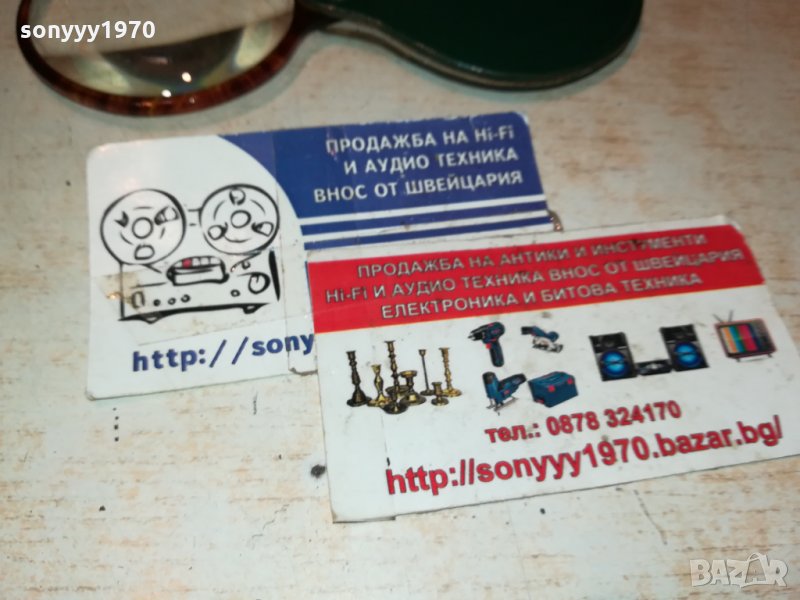 sonyyy1970
ПРОДАЖБА НА Hi-Fi
И АУДИО ТЕХНИКА
ВНОС ОТ ШВЕЙЦАРИЯ
http://sony
ПРОДАЖБА НА АНТИКИ И ИНСТУМЕНТИ
Hi-Fi И АУДИО ТЕХНИКА ВНОС ОТ ШВЕЙЦАРИЯ
ЕЛЕКТРОНИКА И БИТОВА ТЕХНИКА
тел.: 0878 324170
http://sonyyy1970.bazar.bg/
BAZAR